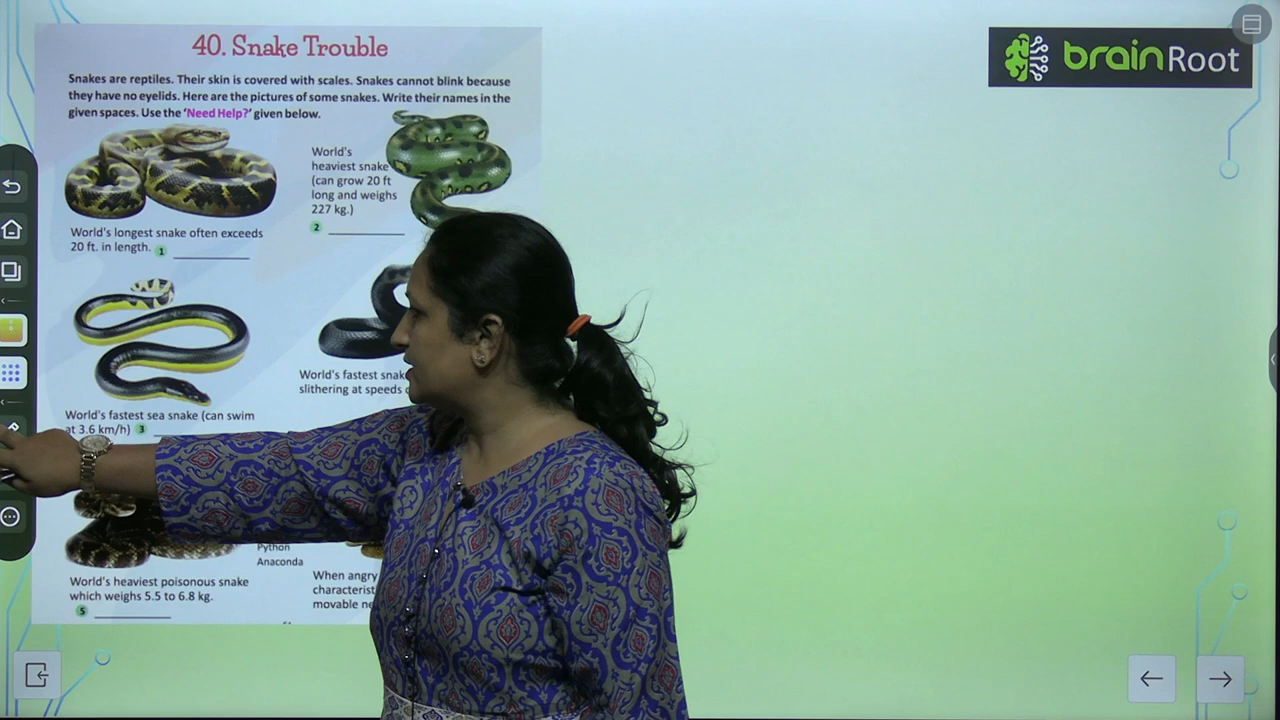 40. Snake Trouble
brainRoot
Snakes are reptiles. Their skin is covered with scales. Snakes cannot blink because
they have no eyelids. Here are the pictures of some snakes. Write their names in the
given spaces. Use the 'Need Help?' given below.
World's
heaviest snake
(can grow 20 ft
long and weighs
227 kg.)
2
World's longest snake often exceeds
20 ft. in length. 1
World's fastest snake
slithering at speeds
World's fastest sea snake (can swim
at 3.6 km/h) 3
Python
Anaconda
World's heaviest poisonous snake
which weighs 5.5 to 6.8 kg.
5
When angry
movable